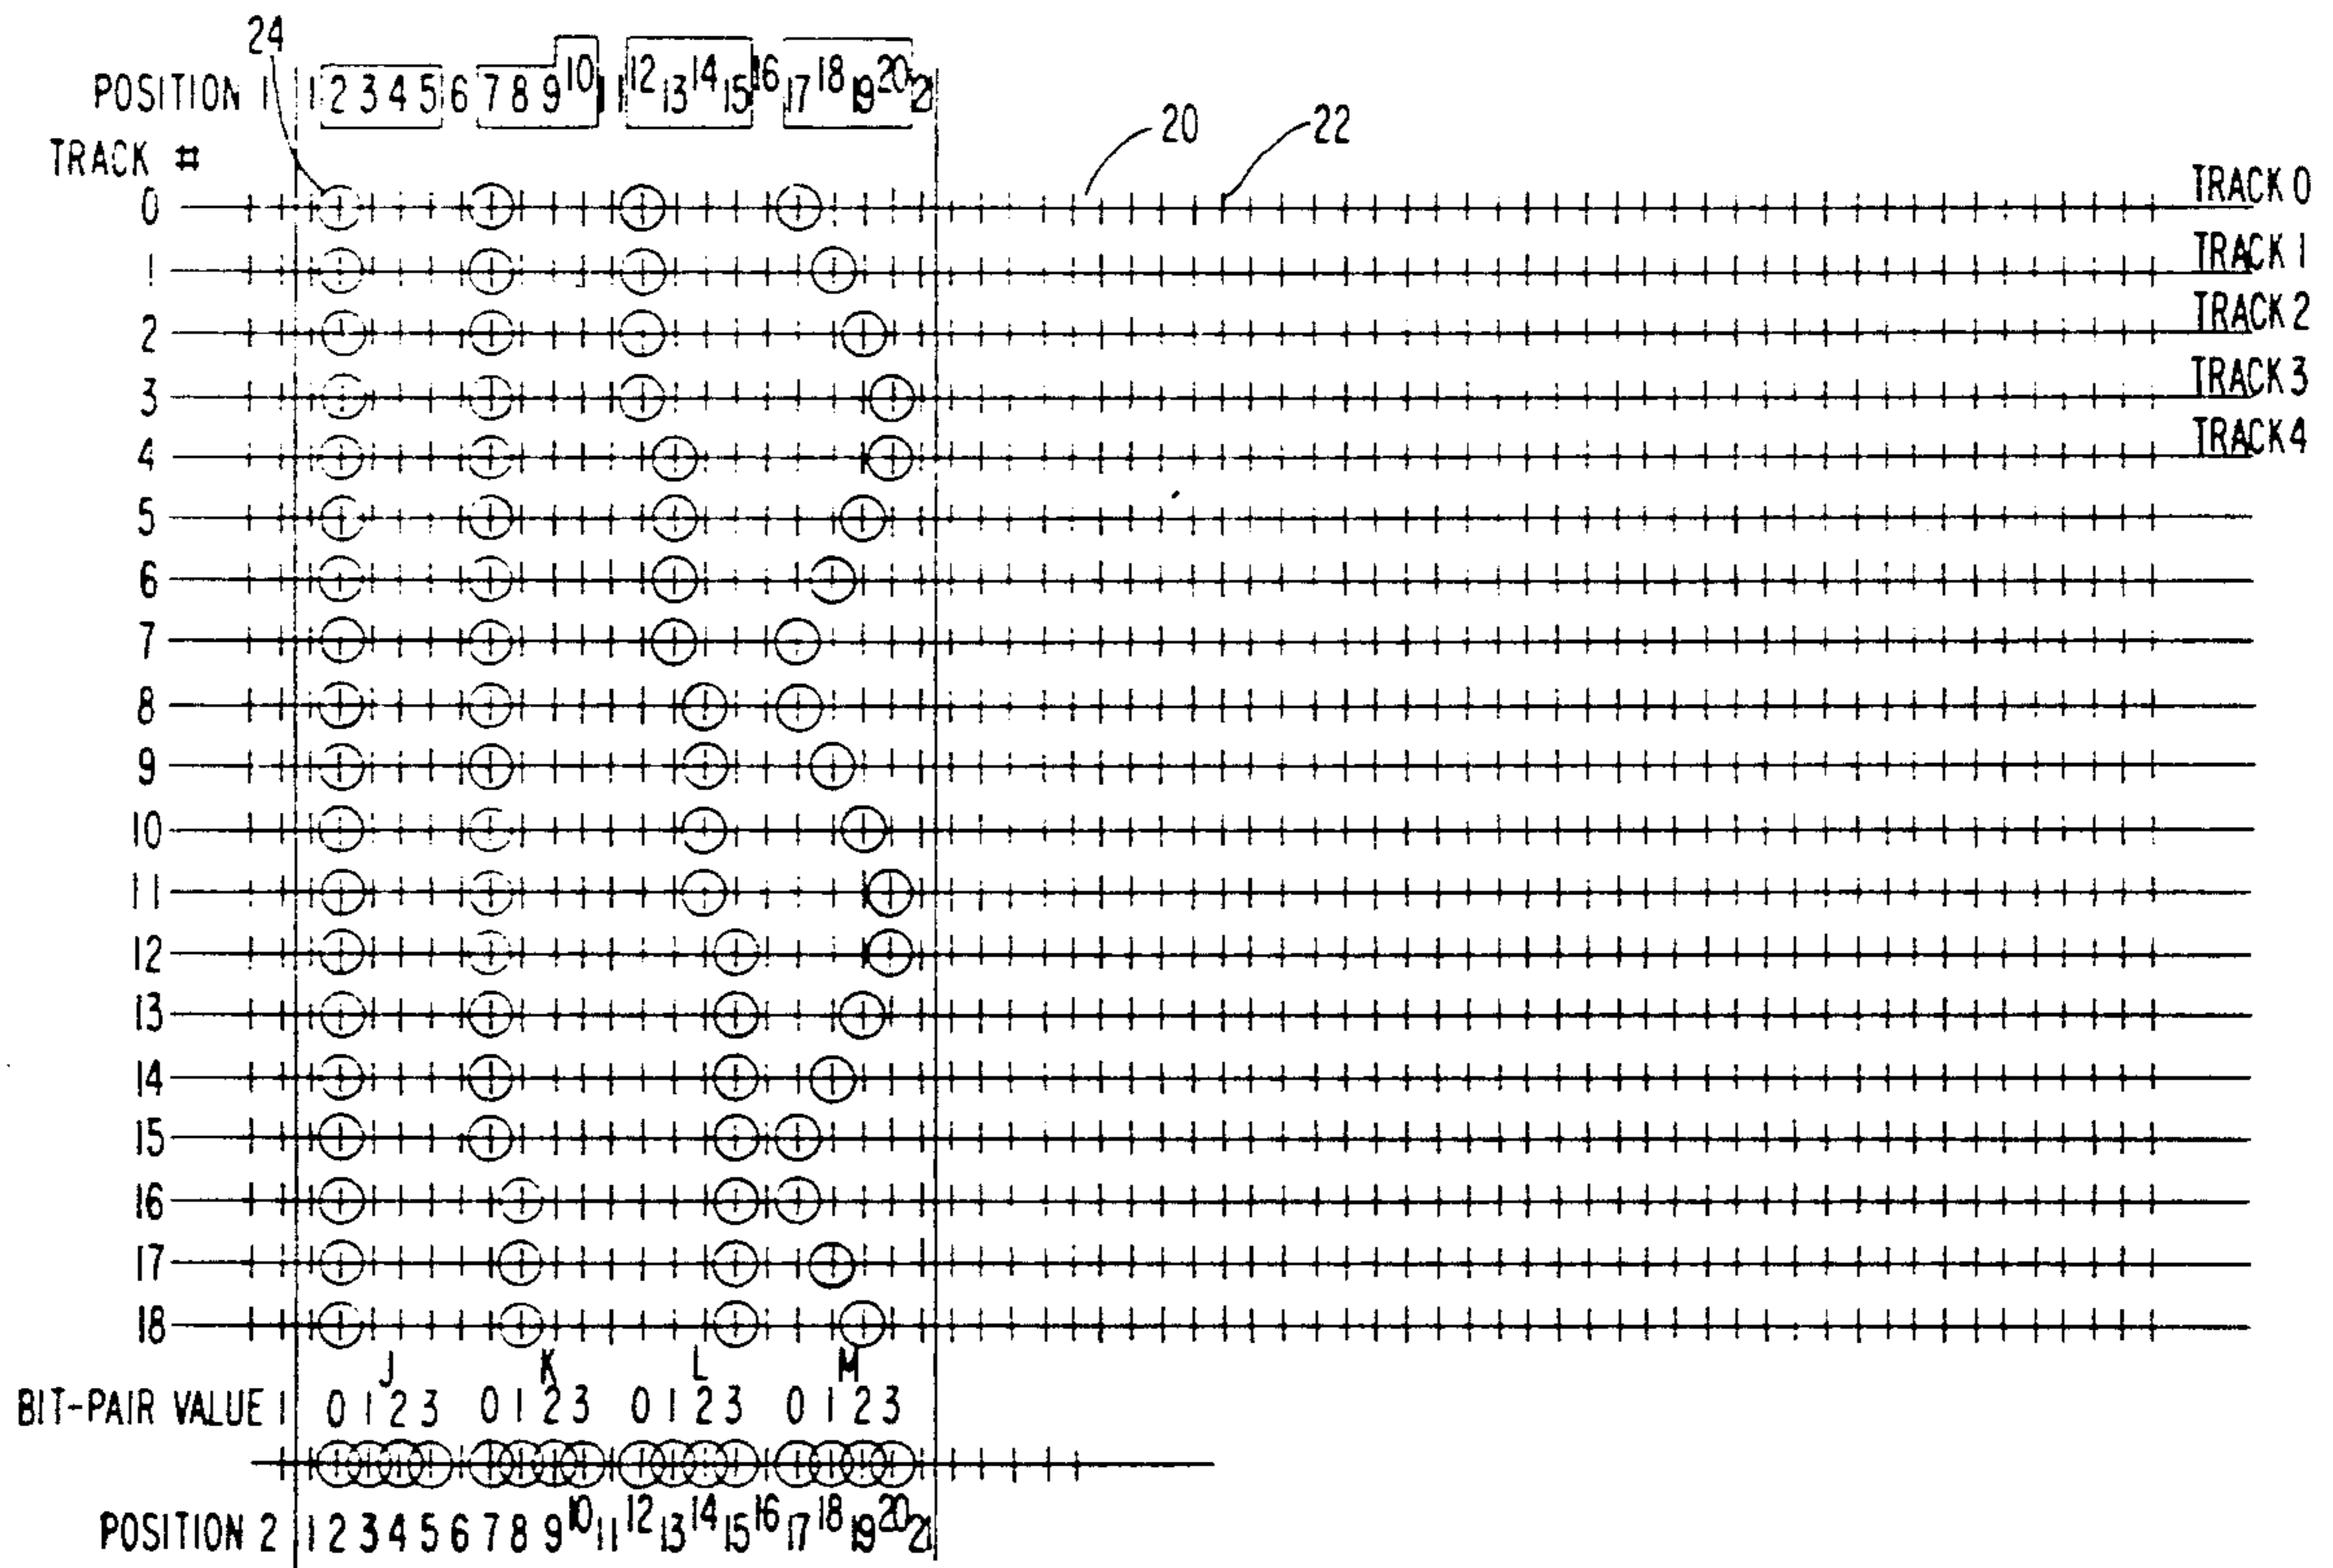 24
POSITION 1 1 2 3 4 5 6 7 8 9 10 11 12 13 14 15 16 17 18 19 20 21
20 22
TRACK #
0 TRACK 0
1 TRACK 1
2 TRACK 2
3 TRACK 3
4 TRACK 4
5
6
7
8
9
10
11
12
13
14
15
16
17
18
J K L M
BIT-PAIR VALUE 1 0 1 2 3 0 1 2 3 0 1 2 3 0 1 2 3
POSITION 2 1 2 3 4 5 6 7 8 9 10 11 12 13 14 15 16 17 18 19 20 21